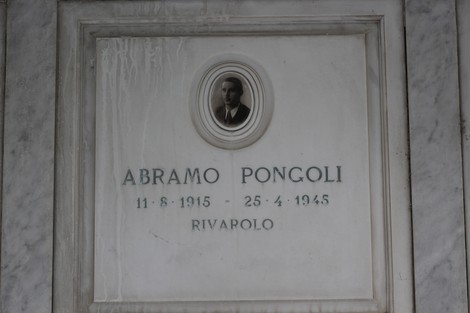 ABRAMO PONGOLI
11-8-1915 - 25-4-1945
RIVAROLO